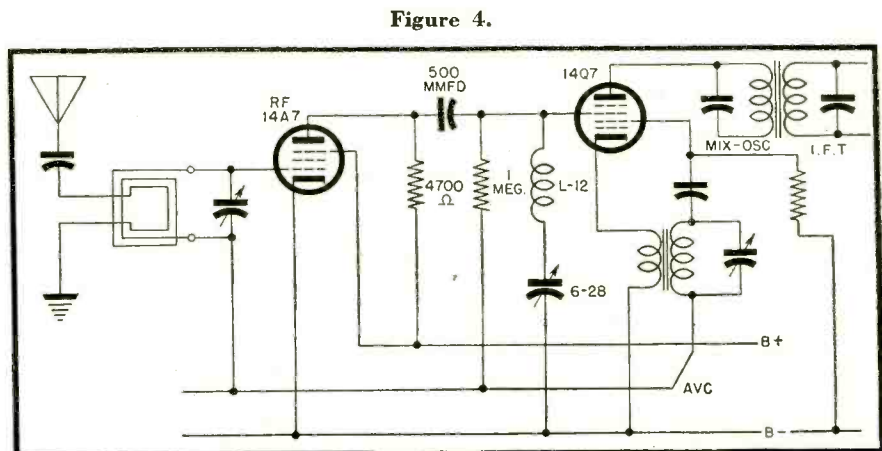 Figure 4.
500
MMFD
14Q7
RF
14A7
MIX-OSC
I.F.T
4700
Ω
1
MEG.
L-12
6-28
B+
AVC
B-